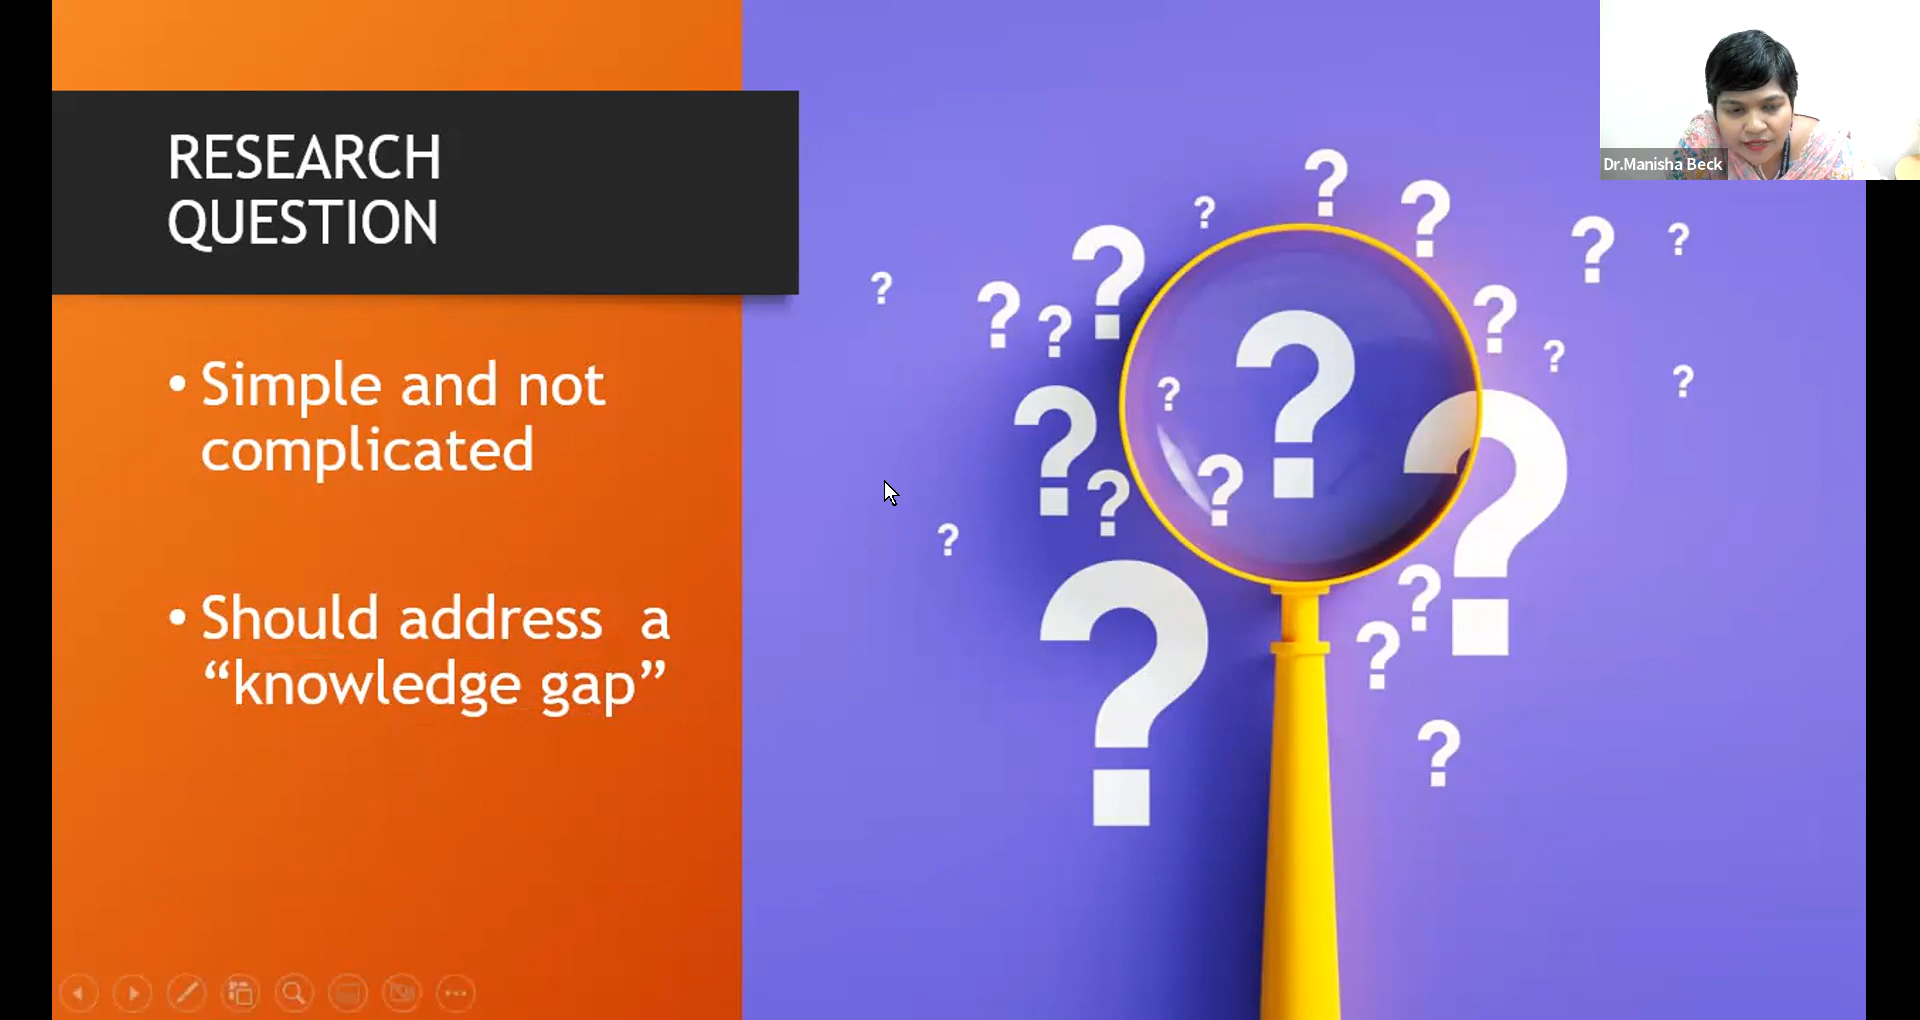 RESEARCH
QUESTION
• Simple and not
complicated
• Should address a
“knowledge gap”
Dr.Manisha Beck
? ? ? ? ? ? ? ? ? ? ? ? ? ? ? ? ? ? ? ? ? ? ? ?